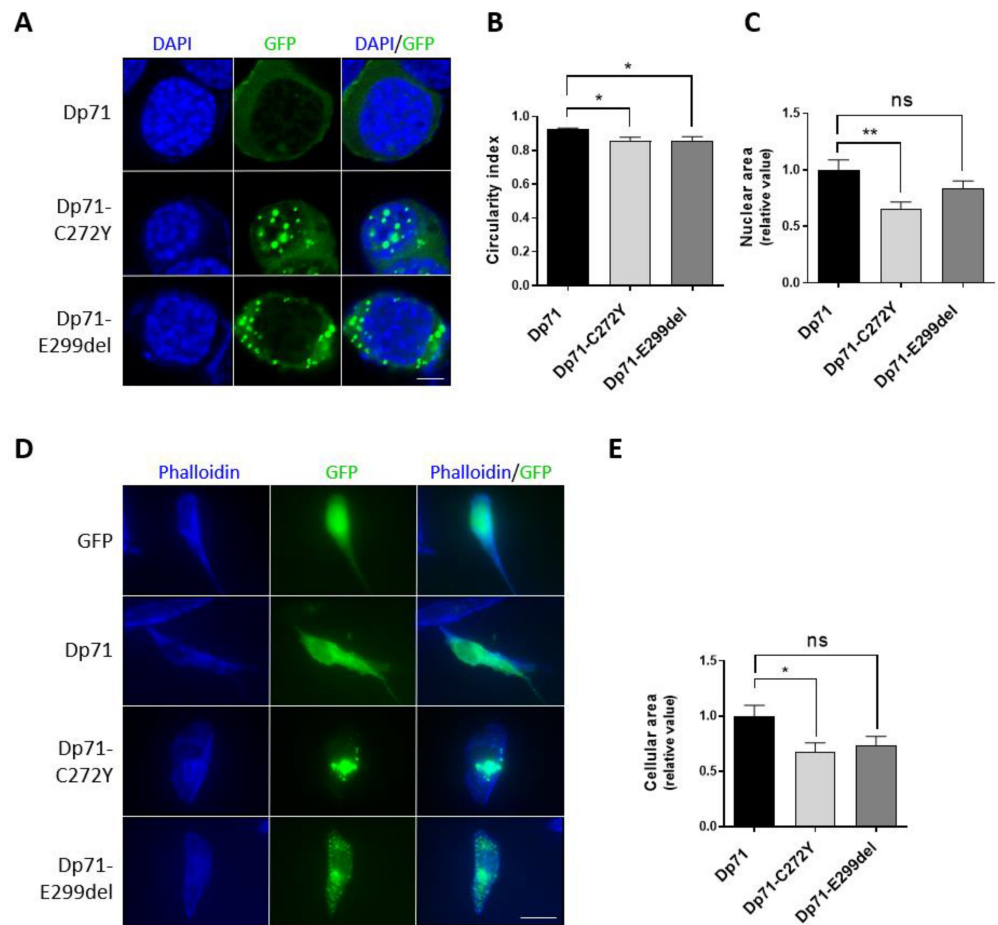 A
DAPI GFP DAPI/GFP
Dp71
Dp71-
C272Y
Dp71-
E299del
B
*
*
Circularity index
1.0
0.8
0.6
0.4
0.2
0.0
Dp71
Dp71-C272Y
Dp71-E299del
C
ns
**
Nuclear area
(relative value)
1.5
1.0
0.5
0.0
Dp71
Dp71-C272Y
Dp71-E299del
D
Phalloidin GFP Phalloidin/GFP
GFP
Dp71
Dp71-
C272Y
Dp71-
E299del
E
ns
*
Cellular area
(relative value)
1.5
1.0
0.5
0.0
Dp71
Dp71-C272Y
Dp71-E299del